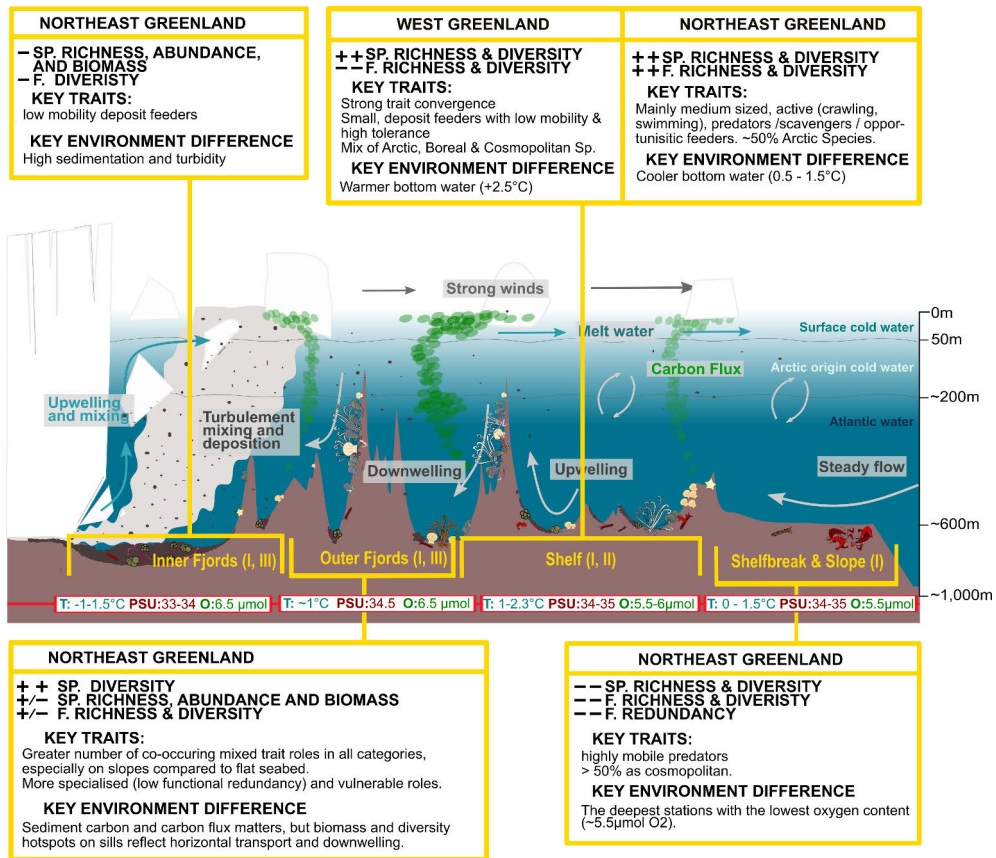 NORTHEAST GREENLAND
− SP. RICHNESS, ABUNDANCE,
AND BIOMASS
− F. DIVERISTY
KEY TRAITS:
low mobility deposit feeders
KEY ENVIRONMENT DIFFERENCE
High sedimentation and turbidity
WEST GREENLAND
++ SP. RICHNESS & DIVERSITY
−− F. RICHNESS & DIVERSITY
KEY TRAITS:
Strong trait convergence
Small, deposit feeders with low mobility &
high tolerance
Mix of Arctic, Boreal & Cosmopolitan Sp.
KEY ENVIRONMENT DIFFERENCE
Warmer bottom water (+2.5°C)
NORTHEAST GREENLAND
++ SP. RICHNESS & DIVERSITY
++ F. RICHNESS & DIVERSITY
KEY TRAITS:
Mainly medium sized, active (crawling,
swimming), predators /scavengers / oppor-
tunisitic feeders. ~50% Arctic Species.
KEY ENVIRONMENT DIFFERENCE
Cooler bottom water (0.5 - 1.5°C)
Strong winds
Melt water
Surface cold water
Carbon Flux
Arctic origin cold water
Upwelling
and mixing
Turbulement
mixing and
deposition
Atlantic water
Downwelling
Upwelling
Steady flow
0m
50m
~200m
~600m
~1,000m
Inner Fjords (I, III)
Outer Fjords (I, III)
Shelf (I, II)
Shelfbreak & Slope (I)
T: -1-1.5°C PSU:33-34 O:6.5 µmol
T: ~1°C PSU:34.5 O:6.5 µmol
T: 1-2.3°C PSU:34-35 O:5.5-6µmol
T: 0 - 1.5°C PSU:34-35 O:5.5µmol
NORTHEAST GREENLAND
+ + SP. DIVERSITY
+/− SP. RICHNESS, ABUNDANCE AND BIOMASS
+/− F. RICHNESS & DIVERSITY
KEY TRAITS:
Greater number of co-occuring mixed trait roles in all categories,
especially on slopes compared to flat seabed.
More specialised (low functional redundancy) and vulnerable roles.
KEY ENVIRONMENT DIFFERENCE
Sediment carbon and carbon flux matters, but biomass and diversity
hotspots on sills reflect horizontal transport and downwelling.
NORTHEAST GREENLAND
−− SP. RICHNESS & DIVERSITY
−− F. RICHNESS & DIVERISTY
−− F. REDUNDANCY
KEY TRAITS:
highly mobile predators
> 50% as cosmopolitan.
KEY ENVIRONMENT DIFFERENCE
The deepest stations with the lowest oxygen content
(~5.5µmol O2).